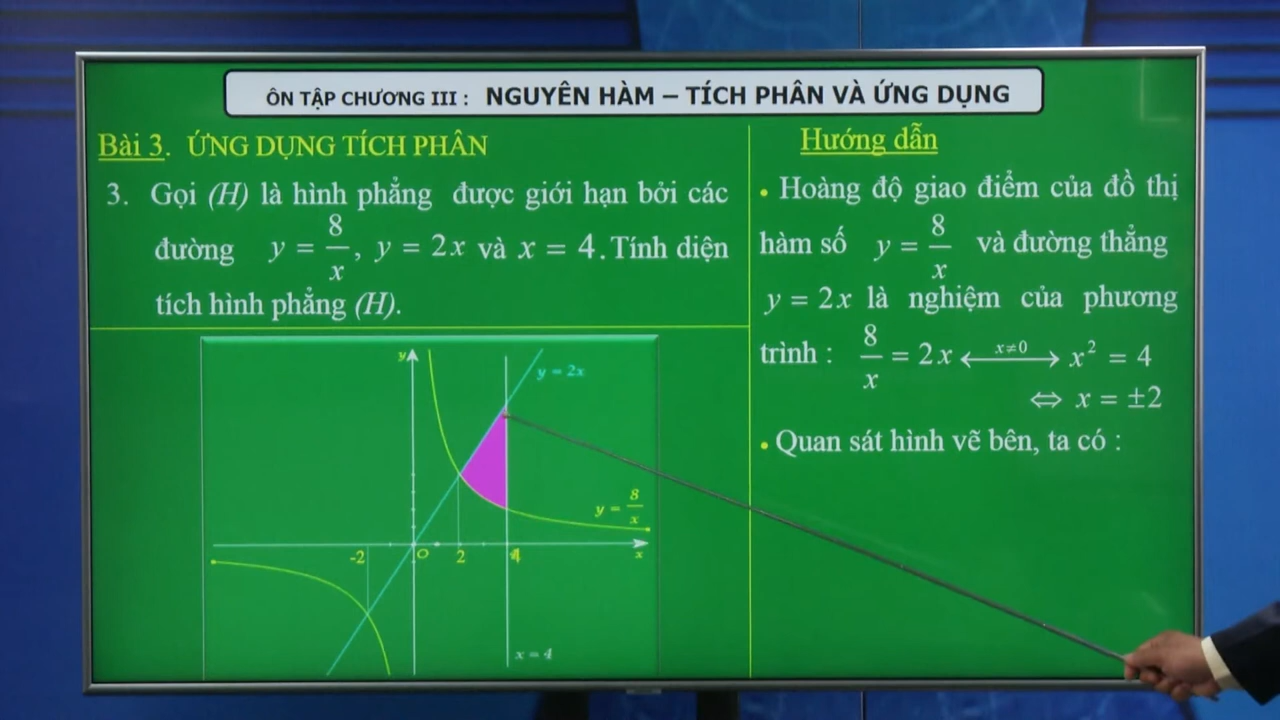 ÔN TẬP CHƯƠNG III : NGUYÊN HÀM – TÍCH PHÂN VÀ ỨNG DỤNG
Bài 3. ỨNG DỤNG TÍCH PHÂN
3. Gọi (H) là hình phẳng được giới hạn bởi các
đường y = 8/x, y = 2x và x = 4. Tính diện
tích hình phẳng (H).
y
y = 2x
y = 8/x
-2 O 2 4 x
x = 4
Hướng dẫn
• Hoàng độ giao điểm của đồ thị
hàm số y = 8/x và đường thẳng
y = 2x là nghiệm của phương
trình : 8/x = 2x ⟷ x≠0 x² = 4
⇔ x = ±2
• Quan sát hình vẽ bên, ta có :